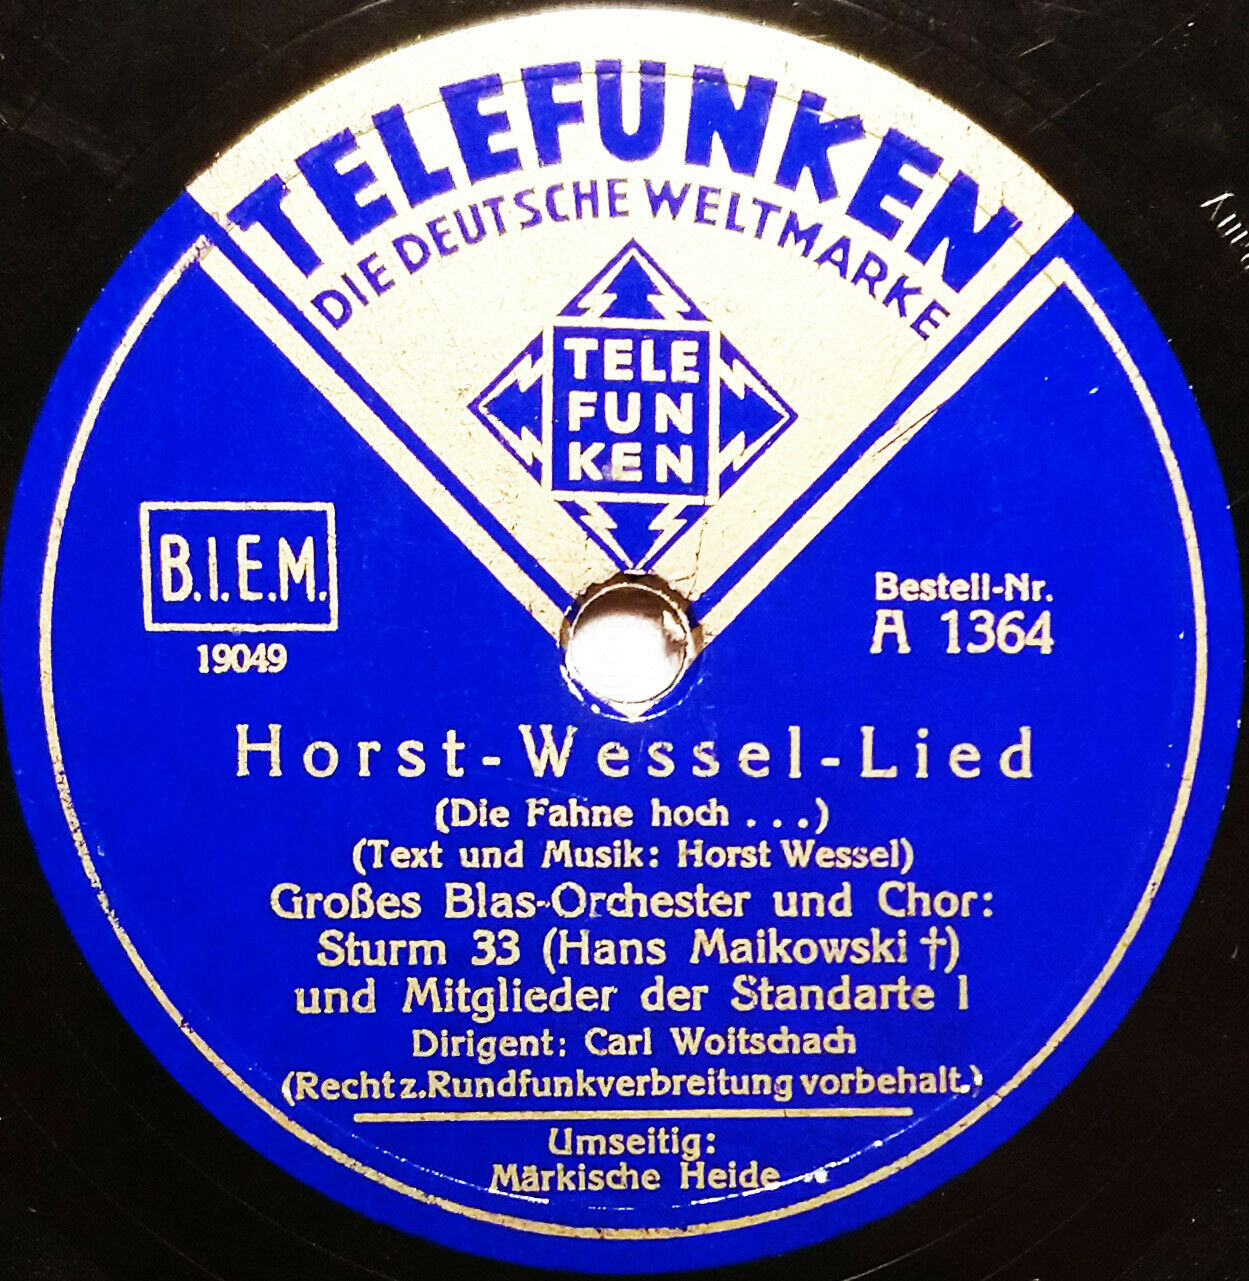 TELEFUNKEN
DIE DEUTSCHE WELTMARKE
TELE
FUN
KEN
B.I.E.M.
19049
Bestell-Nr.
A 1364
Horst-Wessel-Lied
(Die Fahne hoch . . .)
(Text und Musik: Horst Wessel)
Großes Blas-Orchester und Chor:
Sturm 33 (Hans Maikowski †)
und Mitglieder der Standarte 1
Dirigent: Carl Woitschach
(Recht z. Rundfunkverbreitung vorbehalt.)
Umseitig:
Märkische Heide